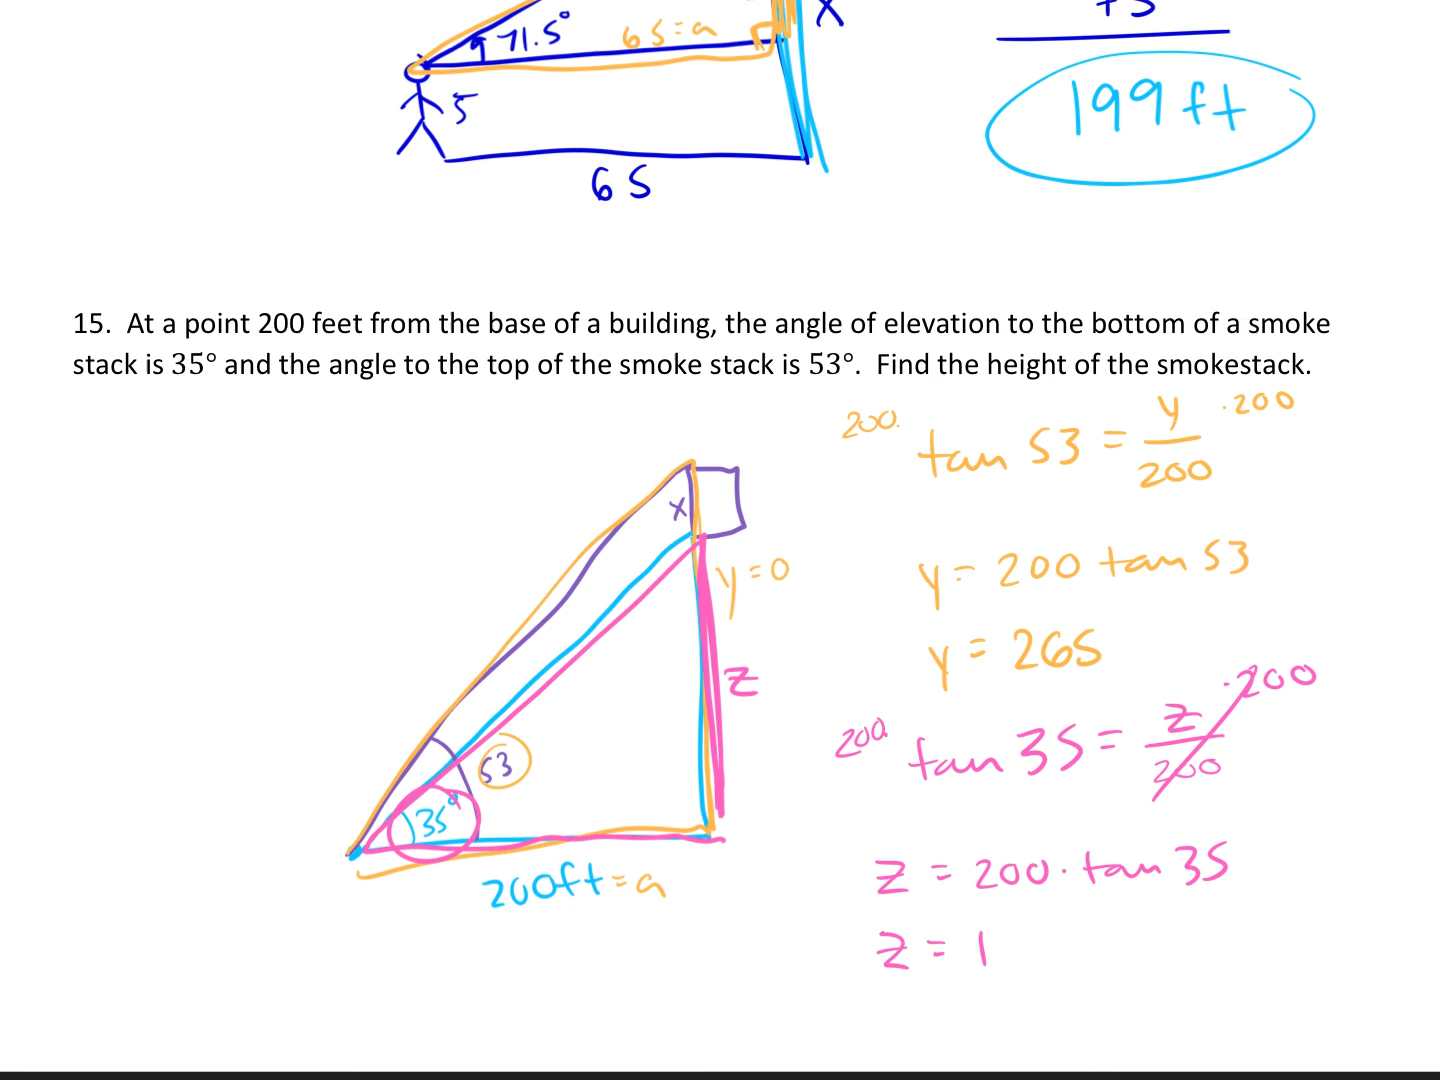 +5
x
71.5°
65=a
5
199ft
65
15. At a point 200 feet from the base of a building, the angle of elevation to the bottom of a smoke
stack is 35° and the angle to the top of the smoke stack is 53°. Find the height of the smokestack.
200· tan 53 = y/200 ·200
x
y=o
y = 200 tan 53
y = 265
z
200· tan 35 = z/200 ·200
53
35°
200ft=a
z = 200 · tan 35
z = 1